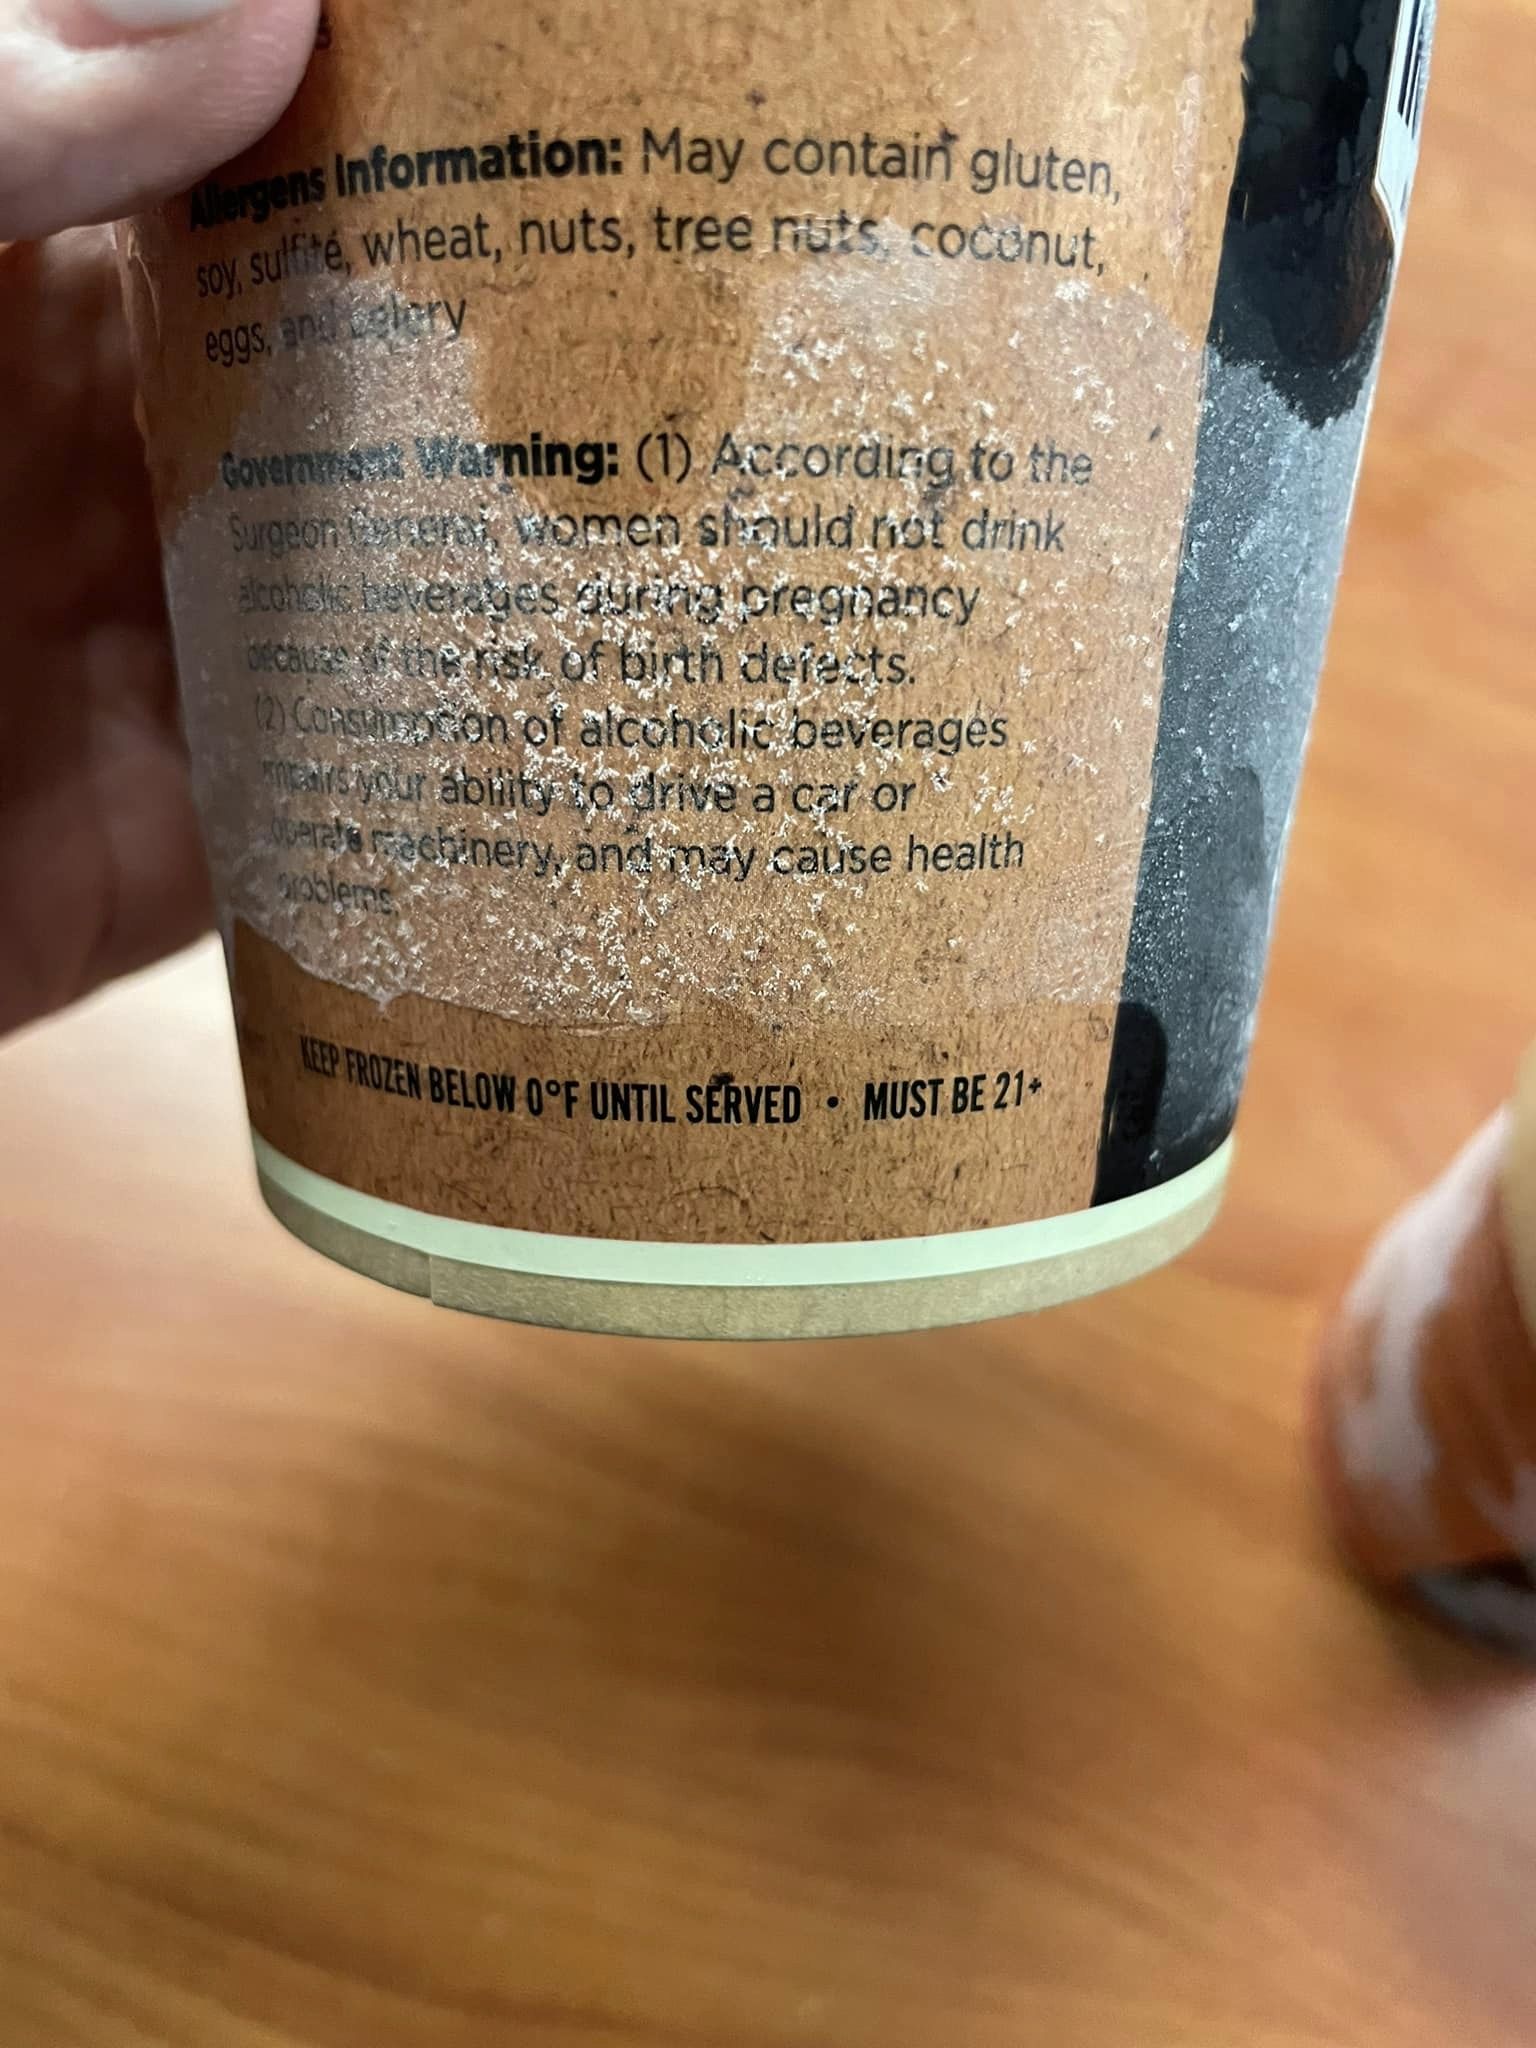 Allergens Information: May contain gluten,
soy, sulfite, wheat, nuts, tree nuts, coconut,
eggs, and celery
Government Warning: (1) According to the
Surgeon General, women should not drink
alcoholic beverages during pregnancy
because of the risk of birth defects.
(2) Consumption of alcoholic beverages
impairs your ability to drive a car or
operate machinery, and may cause health
problems.
KEEP FROZEN BELOW 0°F UNTIL SERVED • MUST BE 21+